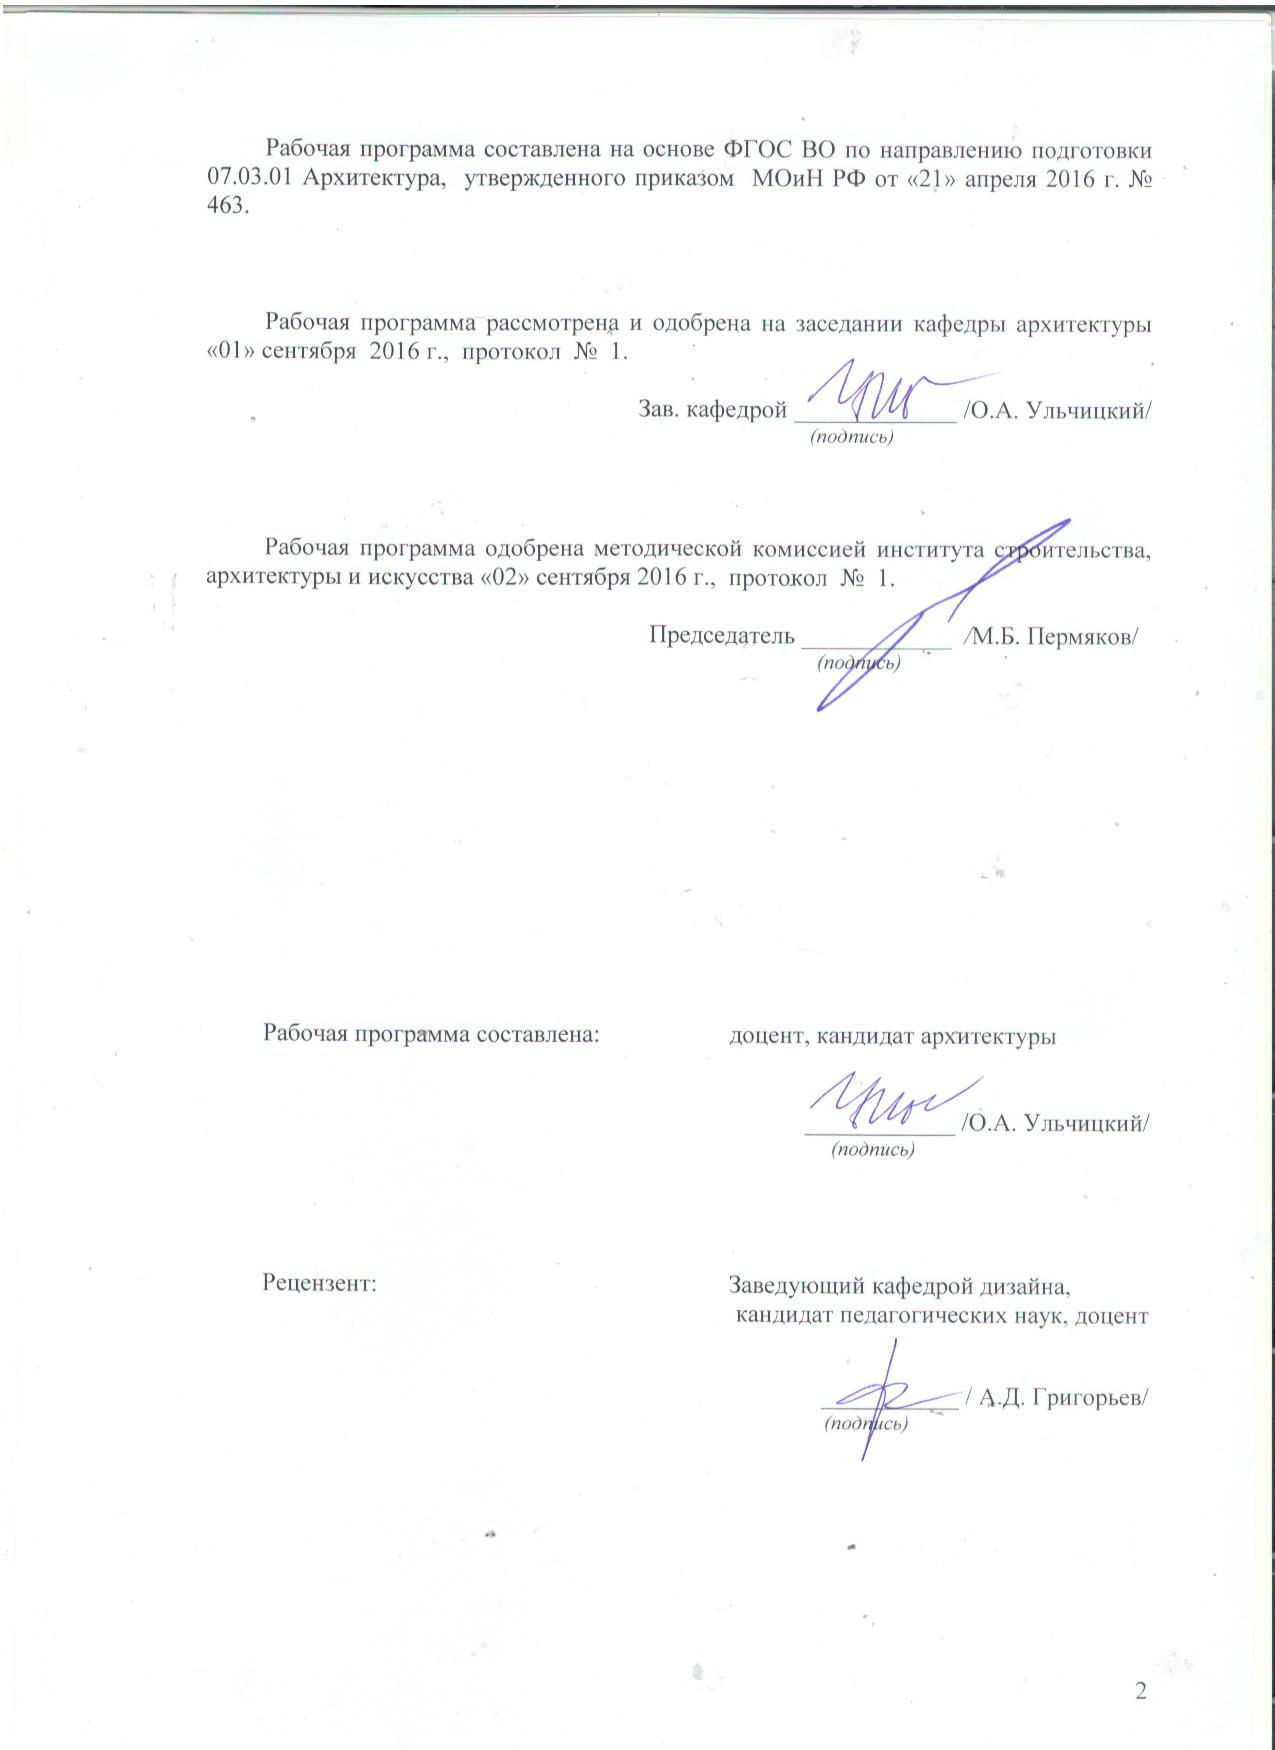 Рабочая программа составлена на основе ФГОС ВО по направлению подготовки
07.03.01 Архитектура, утвержденного приказом МОиН РФ от «21» апреля 2016 г. №
463.
Рабочая программа рассмотрена и одобрена на заседании кафедры архитектуры
«01» сентября 2016 г., протокол № 1.
Зав. кафедрой _____________ /О.А. Ульчицкий/
(подпись)
Рабочая программа одобрена методической комиссией института строительства,
архитектуры и искусства «02» сентября 2016 г., протокол № 1.
Председатель ____________ /М.Б. Пермяков/
(подпись)
Рабочая программа составлена: доцент, кандидат архитектуры
____________ /О.А. Ульчицкий/
(подпись)
Рецензент: Заведующий кафедрой дизайна,
кандидат педагогических наук, доцент
___________ / А.Д. Григорьев/
(подпись)
2